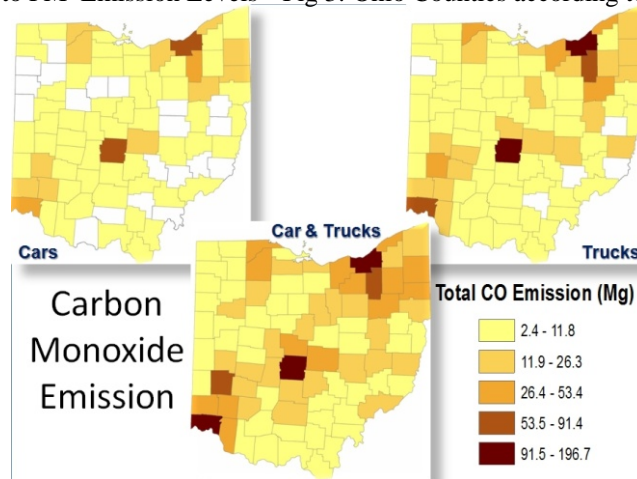 to PM Emission Levels Fig 3. Ohio Counties according
Cars
Trucks
Car & Trucks
Carbon
Monoxide
Emission
Total CO Emission (Mg)
2.4 - 11.8
11.9 - 26.3
26.4 - 53.4
53.5 - 91.4
91.5 - 196.7